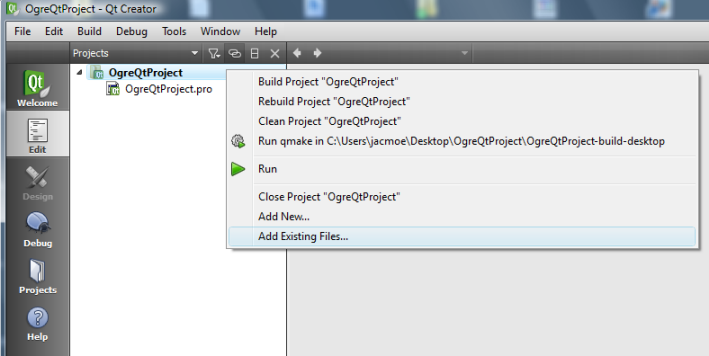 OgreQtProject - Qt Creator
File Edit Build Debug Tools Window Help
Projects
OgreQtProject
OgreQtProject.pro
Build Project "OgreQtProject"
Rebuild Project "OgreQtProject"
Clean Project "OgreQtProject"
Run qmake in C:\Users\jacmoe\Desktop\OgreQtProject\OgreQtProject-build-desktop
Run
Close Project "OgreQtProject"
Add New...
Add Existing Files...
Qt
Welcome
Edit
Design
Debug
Projects
Help